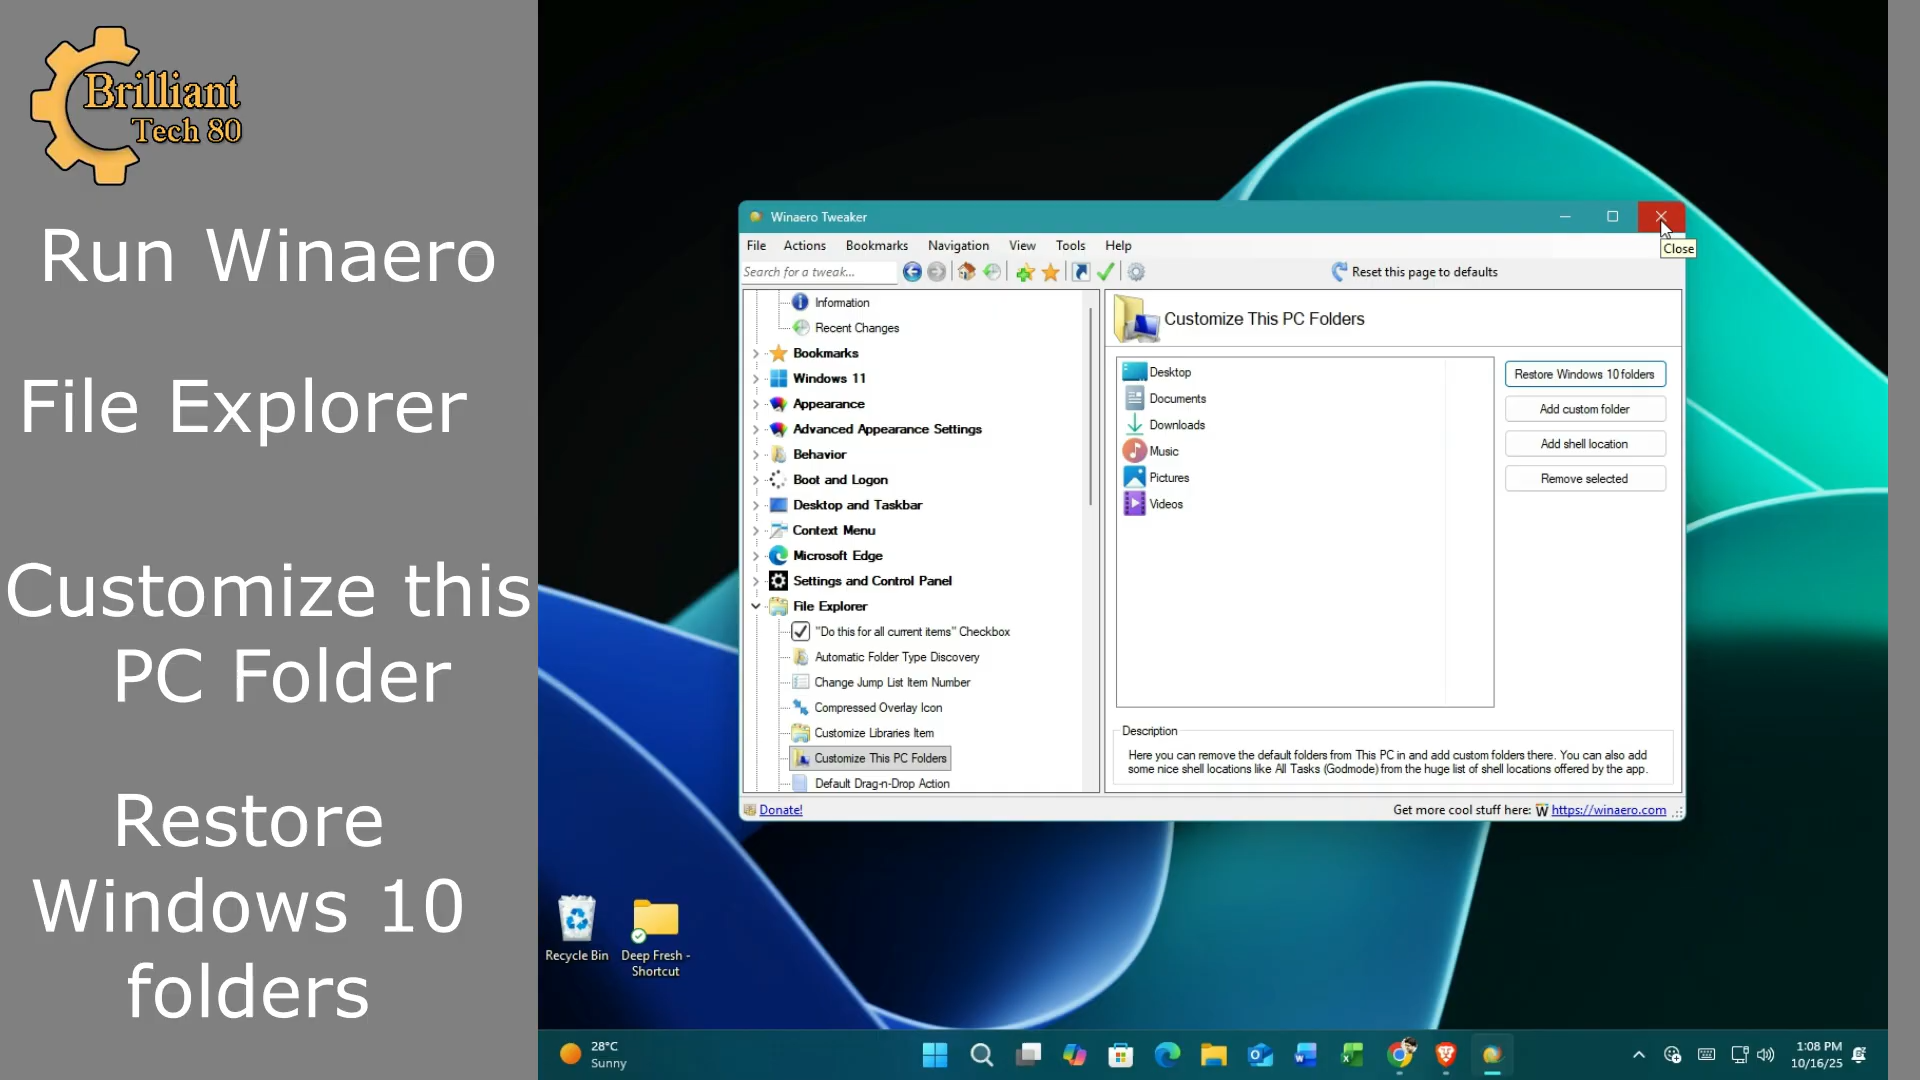 Brilliant
Tech 80
Run Winaero
File Explorer
Customize this
PC Folder
Restore
Windows 10
folders
Winaero Tweaker
Close
File Actions Bookmarks Navigation View Tools Help
Search for a tweak...
Reset this page to defaults
Information
Recent Changes
Bookmarks
Windows 11
Appearance
Advanced Appearance Settings
Behavior
Boot and Logon
Desktop and Taskbar
Context Menu
Microsoft Edge
Settings and Control Panel
File Explorer
"Do this for all current items" Checkbox
Automatic Folder Type Discovery
Change Jump List Item Number
Compressed Overlay Icon
Customize Libraries Item
Customize This PC Folders
Default Drag-n-Drop Action
Customize This PC Folders
Desktop
Documents
Downloads
Music
Pictures
Videos
Restore Windows 10 folders
Add custom folder
Add shell location
Remove selected
Description
Here you can remove the default folders from This PC in and add custom folders there. You can also add
some nice shell locations like All Tasks (Godmode) from the huge list of shell locations offered by the app.
Donate!
Get more cool stuff here: W https://winaero.com
Recycle Bin
Deep Fresh -
Shortcut
28°C
Sunny
1:08 PM
10/16/25